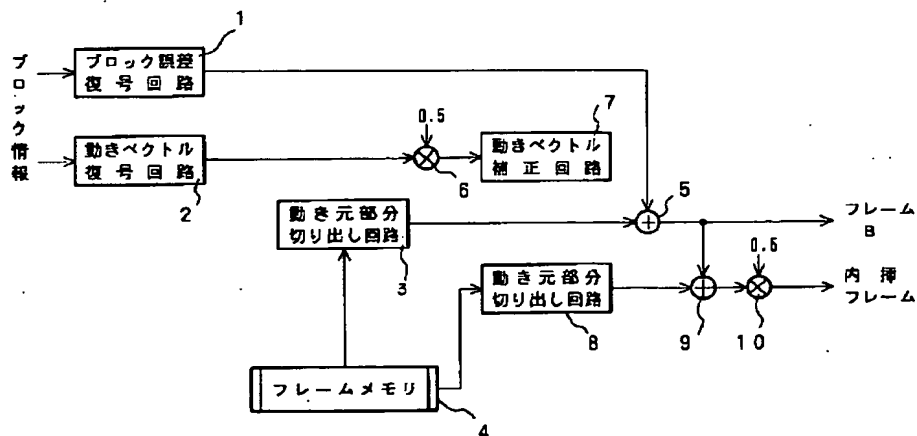 1
ブロック情報
ブロック誤差
復号回路
動きベクトル
復号回路
2
0.5
6
7
動きベクトル
補正回路
動き元部分
切り出し回路
3
5
フレーム
B
0.5
動き元部分
切り出し回路
8
9
10
内挿
フレーム
フレームメモリ
4